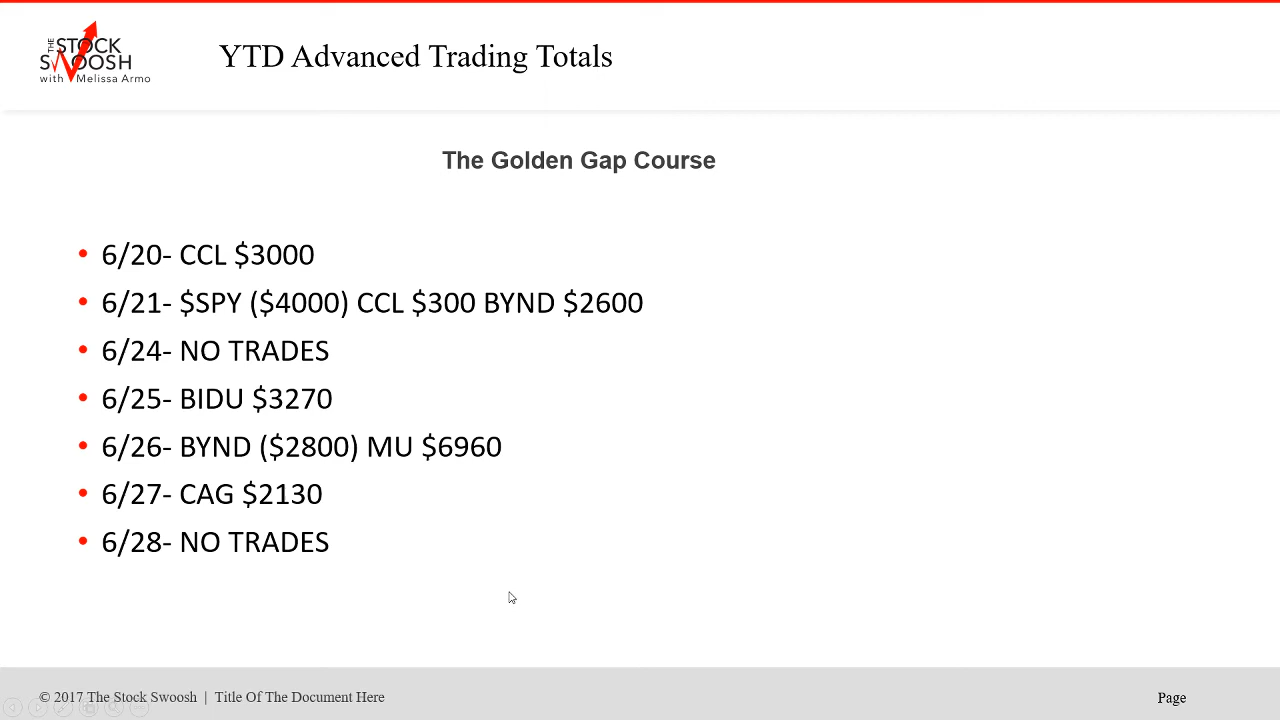 THE STOCK
SWOOSH
with Melissa Armo
YTD Advanced Trading Totals
The Golden Gap Course
• 6/20- CCL $3000
• 6/21- $SPY ($4000) CCL $300 BYND $2600
• 6/24- NO TRADES
• 6/25- BIDU $3270
• 6/26- BYND ($2800) MU $6960
• 6/27- CAG $2130
• 6/28- NO TRADES
© 2017 The Stock Swoosh | Title Of The Document Here
Page